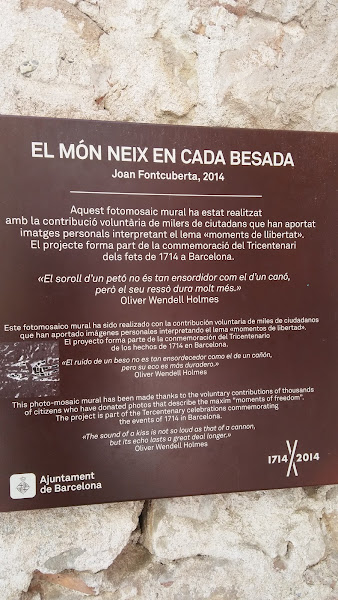 EL MÓN NEIX EN CADA BESADA
Joan Fontcuberta, 2014
Aquest fotomosaic mural ha estat realitzat
amb la contribució voluntària de milers de ciutadans que han aportat
imatges personals interpretant el lema «moments de llibertat».
El projecte forma part de la commemoració del Tricentenari
dels fets de 1714 a Barcelona.
«El soroll d'un petó no és tan ensordidor com el d'un canó,
però el seu ressò dura molt més.»
Oliver Wendell Holmes
Este fotomosaico mural ha sido realizado con la contribución voluntaria de miles de ciudadanos
que han aportado imágenes personales interpretando el lema «momentos de libertad».
El proyecto forma parte de la conmemoración del Tricentenario
de los hechos de 1714 en Barcelona.
«El ruido de un beso no es tan ensordecedor como el de un cañón,
pero su eco es más duradero.»
Oliver Wendell Holmes
This photo-mosaic mural has been made thanks to the voluntary contributions of thousands
of citizens who have donated photos that describe the maxim "moments of freedom".
The project is part of the Tercentenary celebrations commemorating
the events of 1714 in Barcelona.
«The sound of a kiss is not so loud as that of a cannon,
but its echo lasts a great deal longer.»
Oliver Wendell Holmes
Ajuntament
de Barcelona
1714 2014